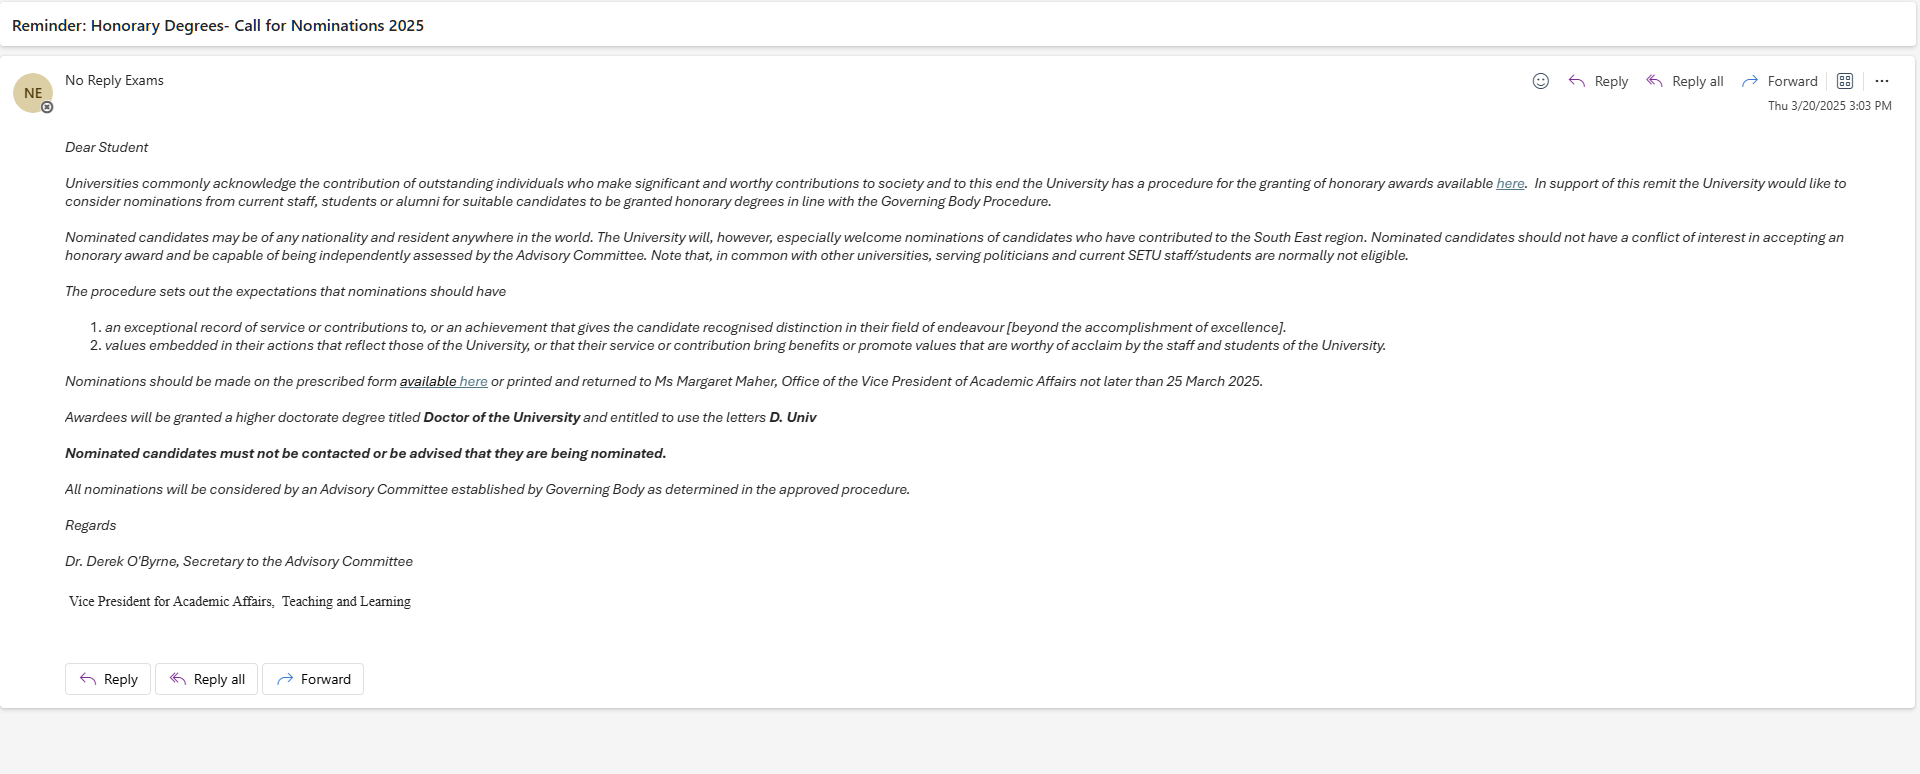 Reminder: Honorary Degrees- Call for Nominations 2025
NE
No Reply Exams
Reply
Reply all
Forward
Thu 3/20/2025 3:03 PM
Dear Student
Universities commonly acknowledge the contribution of outstanding individuals who make significant and worthy contributions to society and to this end the University has a procedure for the granting of honorary awards available here.  In support of this remit the University would like to
consider nominations from current staff, students or alumni for suitable candidates to be granted honorary degrees in line with the Governing Body Procedure.
Nominated candidates may be of any nationality and resident anywhere in the world. The University will, however, especially welcome nominations of candidates who have contributed to the South East region. Nominated candidates should not have a conflict of interest in accepting an
honorary award and be capable of being independently assessed by the Advisory Committee. Note that, in common with other universities, serving politicians and current SETU staff/students are normally not eligible.
The procedure sets out the expectations that nominations should have
1. an exceptional record of service or contributions to, or an achievement that gives the candidate recognised distinction in their field of endeavour [beyond the accomplishment of excellence].
2. values embedded in their actions that reflect those of the University, or that their service or contribution bring benefits or promote values that are worthy of acclaim by the staff and students of the University.
Nominations should be made on the prescribed form available here or printed and returned to Ms Margaret Maher, Office of the Vice President of Academic Affairs not later than 25 March 2025.
Awardees will be granted a higher doctorate degree titled Doctor of the University and entitled to use the letters D. Univ
Nominated candidates must not be contacted or be advised that they are being nominated.
All nominations will be considered by an Advisory Committee established by Governing Body as determined in the approved procedure.
Regards
Dr. Derek O'Byrne, Secretary to the Advisory Committee
Vice President for Academic Affairs,  Teaching and Learning
Reply
Reply all
Forward